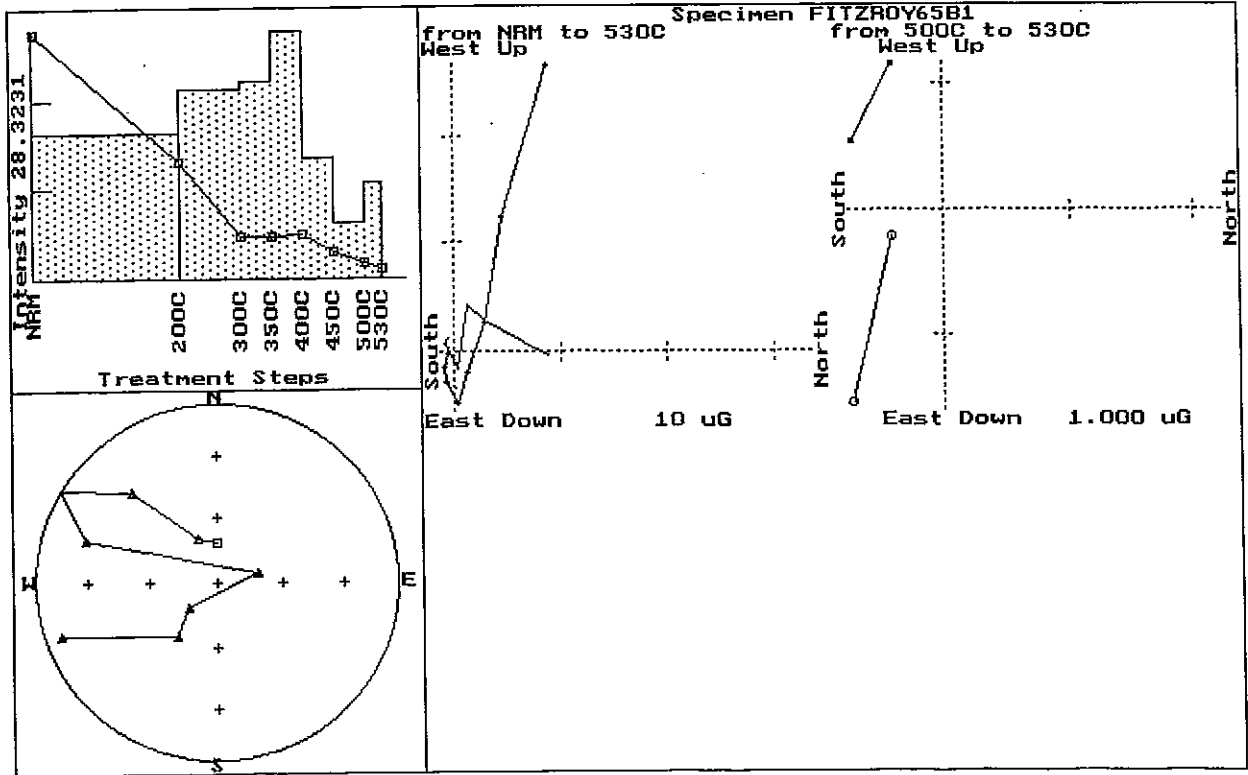 Specimen FITZROY65B1
from NRM to 530C
West Up
South
North
East Down 10 uG
from 500C to 530C
West Up
South
North
East Down 1.000 uG
Intensity 28.3231
NRM
200C
300C
350C
400C
450C
500C
530C
Treatment Steps
N
W
E
S